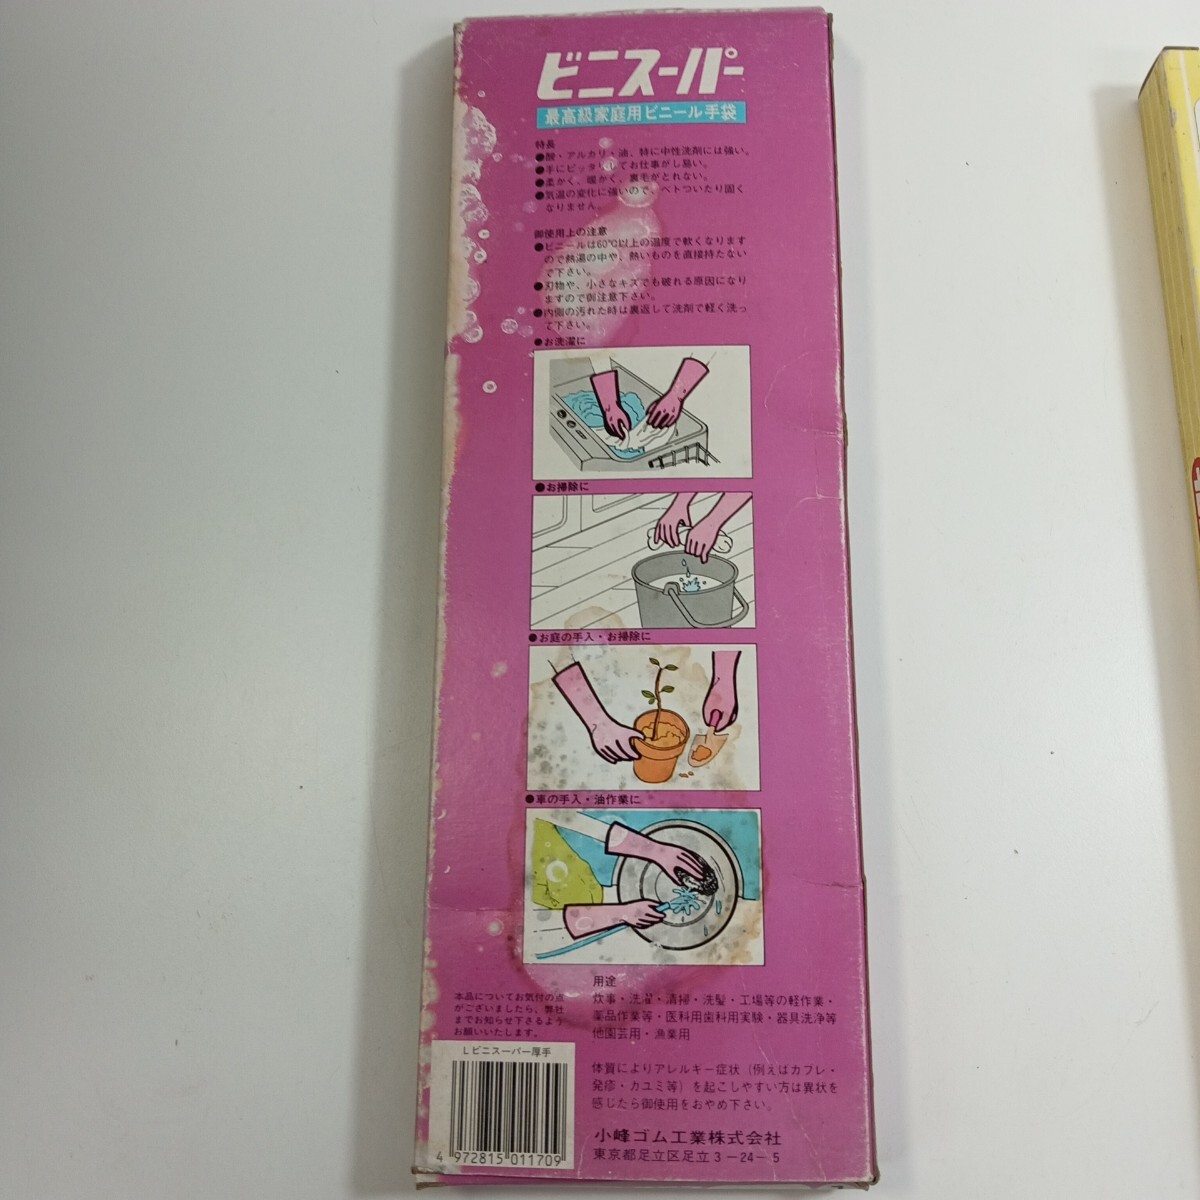 ビニスーパー
最高級家庭用ビニール手袋
特長
●酸・アルカリ・油、特に中性洗剤には強い。
●手にピッタリしてお仕事がし易い。
●柔かく、暖かく、裏毛がとれない。
●気温の変化に強いので、ベトついたり固く
なりません。
御使用上の注意
●ビニールは60℃以上の温度で軟くなります
ので熱湯の中や、熱いものを直接持たない
で下さい。
●刃物や、小さなキズでも破れる原因になり
ますので御注意下さい。
●内側の汚れた時は裏返して洗剤で軽く洗っ
て下さい。
●お洗濯に
●お掃除に
●お庭の手入・お掃除に
●車の手入・油作業に
用途
炊事・洗濯・清掃・洗髪・工場等の軽作業・
薬品作業等・医科用歯科用実験・器具洗浄等
他園芸用・漁業用
本品についてお気付の点
がございましたら、弊社
までお知らせ下さるよう
お願いいたします。
体質によりアレルギー症状（例えばカブレ・
発疹・カユミ等）を起こしやすい方は異状を
感じたら御使用をおやめ下さい。
小峰ゴム工業株式会社
東京都足立区足立3-24-5
Lビニスーパー厚手
4 972815 011709